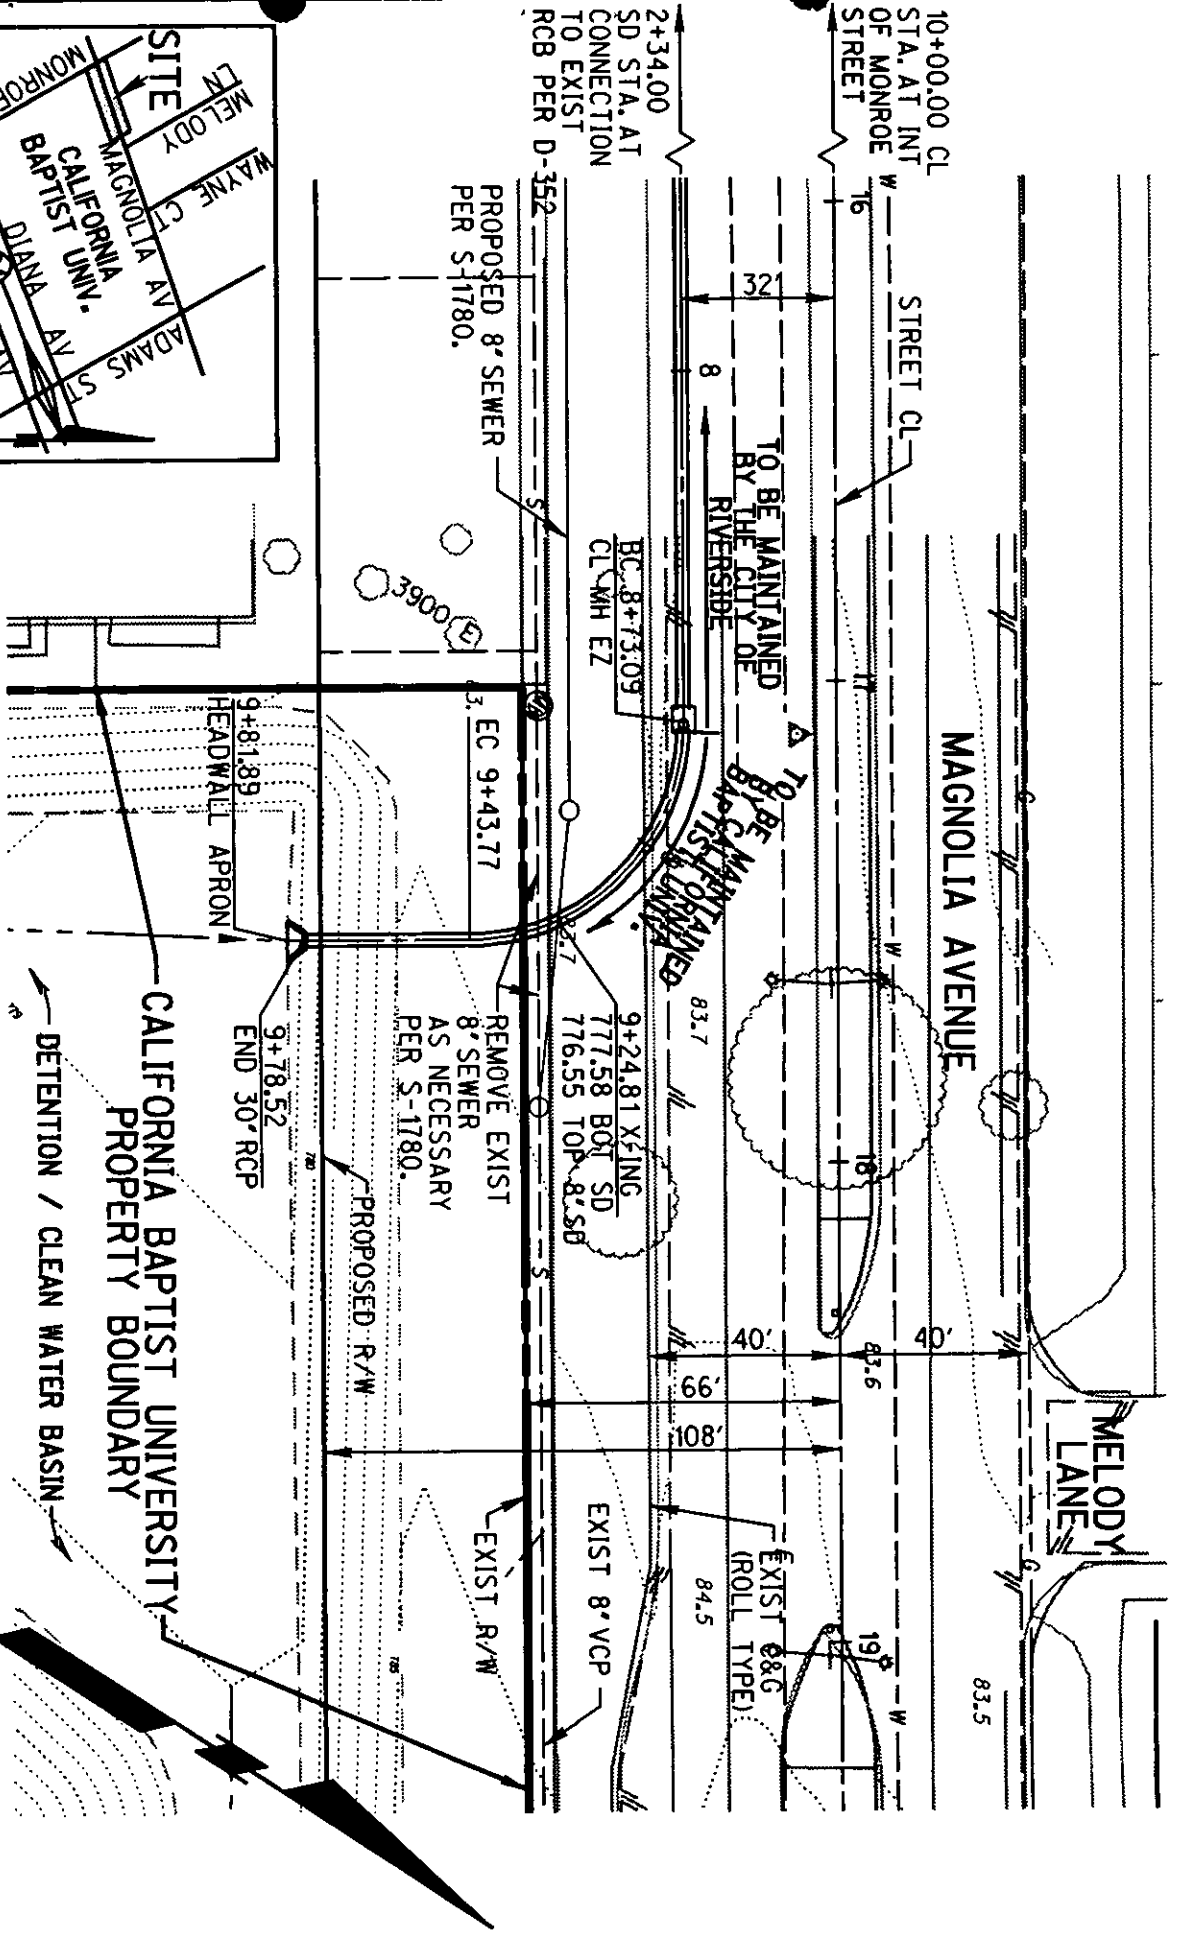 10+00.00 CL
STA. AT INT
OF MONROE
STREET
2+34.00
SD STA. AT
CONNECTION
TO EXIST
RCB PER D-352
PROPOSED 8" SEWER
PER S-1780.
16
W
STREET CL
32'
8
TO BE MAINTAINED
BY THE CITY OF
RIVERSIDE
BC 8+73.09
CL MH EZ
17
MAGNOLIA AVENUE
G
W
TO BE MAINTAINED
BY CALIFORNIA
BAPTIST UNIV.
S
3900
E
EC 9+43.77
9+81.89
HEADWALL APRON
83.7
9+24.81 X-ING
777.58 BOT SD
776.55 TOP 8" SD
REMOVE EXIST
8" SEWER
AS NECESSARY
PER S-1780.
9+78.52
END 30" RCP
18
S
40'
40'
83.6
66'
108'
780
PROPOSED R/W
CALIFORNIA BAPTIST UNIVERSITY
PROPERTY BOUNDARY
DETENTION / CLEAN WATER BASIN
MELODY
LANE
G
EXIST C&G
(ROLL TYPE)
EXIST 8" VCP
EXIST R/W
84.5
19
W
83.5
SITE
MONROE
LN
MELODY
WAYNE CT
MAGNOLIA AV
CALIFORNIA
BAPTIST UNIV.
DIANA AV
ADAMS ST
AV